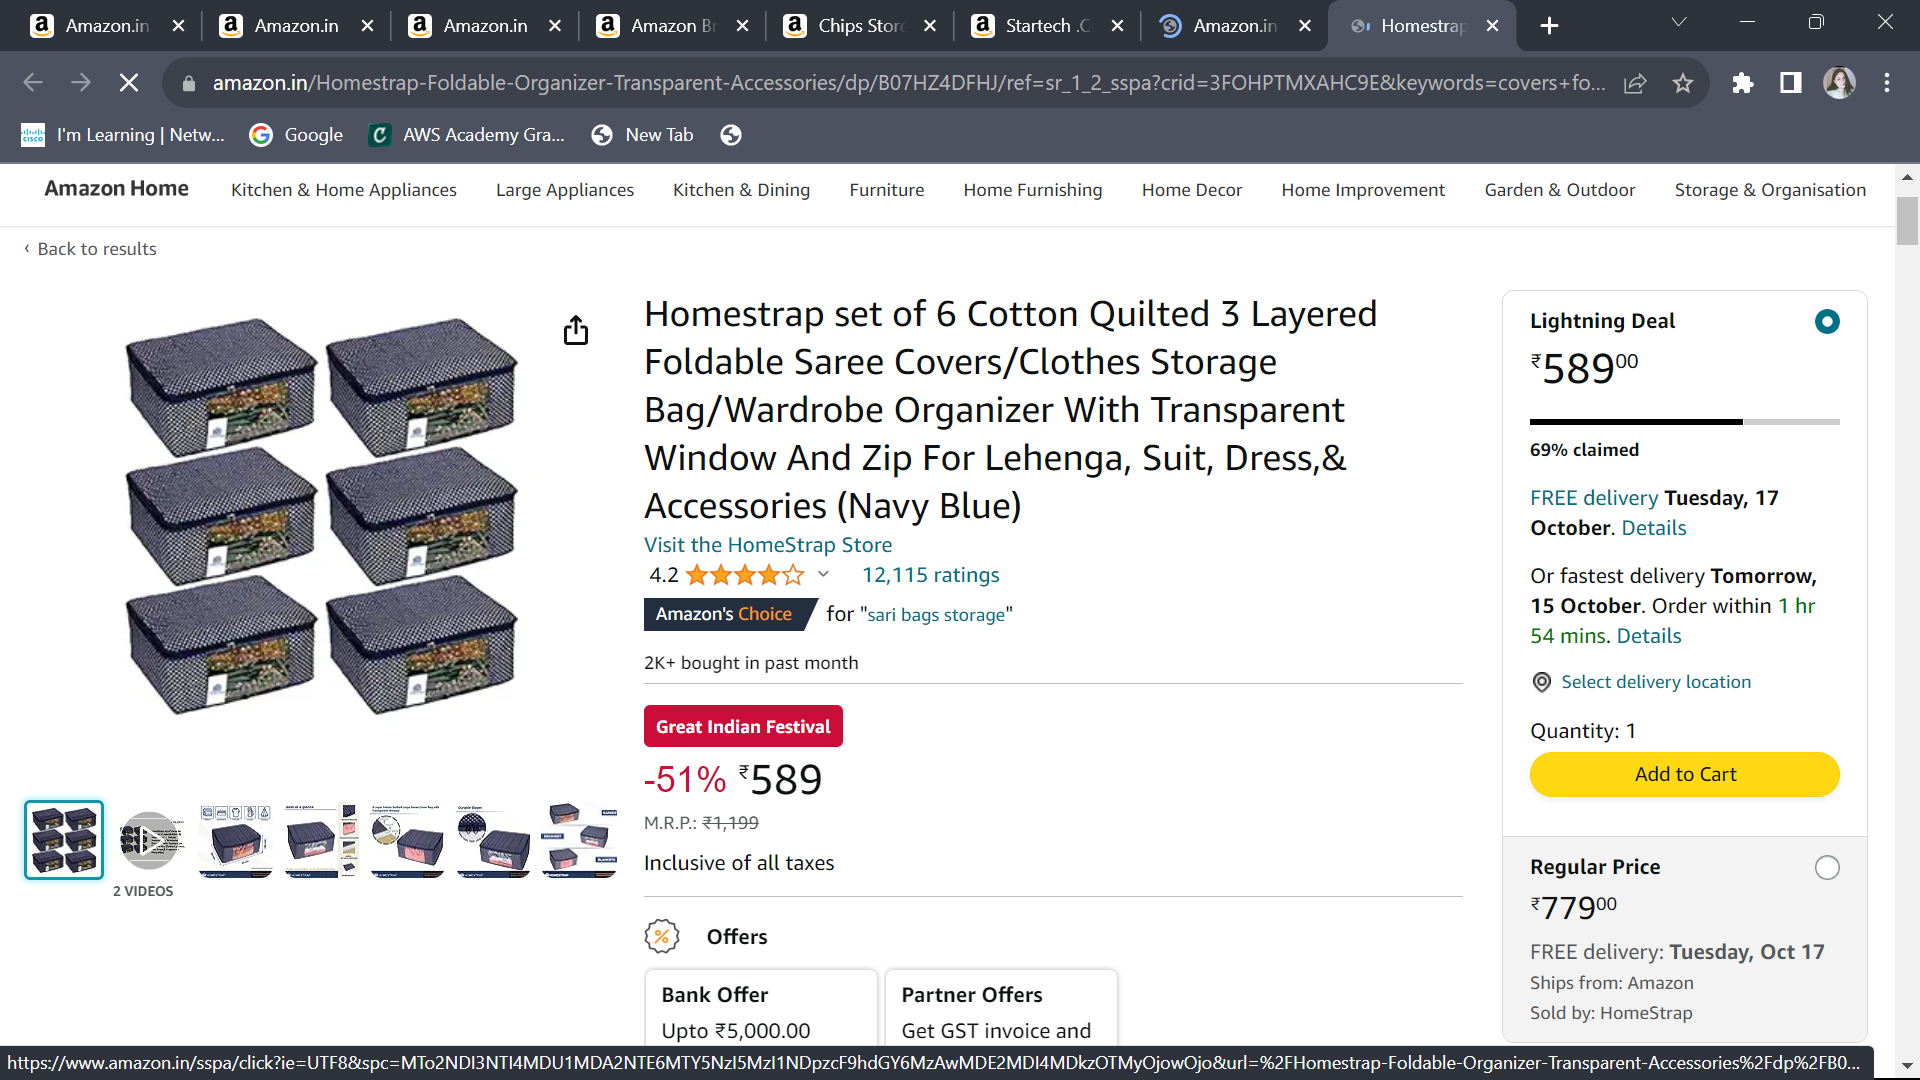 Amazon.in
Amazon.in
Amazon.in
Amazon Br
Chips Store
Startech .C
Amazon.in
Homestrap
amazon.in/Homestrap-Foldable-Organizer-Transparent-Accessories/dp/B07HZ4DFHJ/ref=sr_1_2_sspa?crid=3FOHPTMXAHC9E&keywords=covers+fo...
I'm Learning | Netw...
Google
AWS Academy Gra...
New Tab
Amazon Home
Kitchen & Home Appliances
Large Appliances
Kitchen & Dining
Furniture
Home Furnishing
Home Decor
Home Improvement
Garden & Outdoor
Storage & Organisation
‹ Back to results
Homestrap set of 6 Cotton Quilted 3 Layered
Foldable Saree Covers/Clothes Storage
Bag/Wardrobe Organizer With Transparent
Window And Zip For Lehenga, Suit, Dress,&
Accessories (Navy Blue)
Visit the HomeStrap Store
4.2
12,115 ratings
Amazon's Choice for "sari bags storage"
2K+ bought in past month
Great Indian Festival
-51% ₹589
M.R.P.: ₹1,199
Inclusive of all taxes
2 VIDEOS
Offers
Bank Offer
Upto ₹5,000.00
Partner Offers
Get GST invoice and
Lightning Deal
₹589 00
69% claimed
FREE delivery Tuesday, 17
October. Details
Or fastest delivery Tomorrow,
15 October. Order within 1 hr
54 mins. Details
Select delivery location
Quantity: 1
Add to Cart
Regular Price
₹779 00
FREE delivery: Tuesday, Oct 17
Ships from: Amazon
Sold by: HomeStrap
https://www.amazon.in/sspa/click?ie=UTF8&spc=MTo2NDI3NTI4MDU1MDA2NTE6MTY5NzI5MzI1NDpzcF9hdGY6MzAwMDE2MDI4MDkzOTMyOjowOjo&url=%2FHomestrap-Foldable-Organizer-Transparent-Accessories%2Fdp%2FB0...